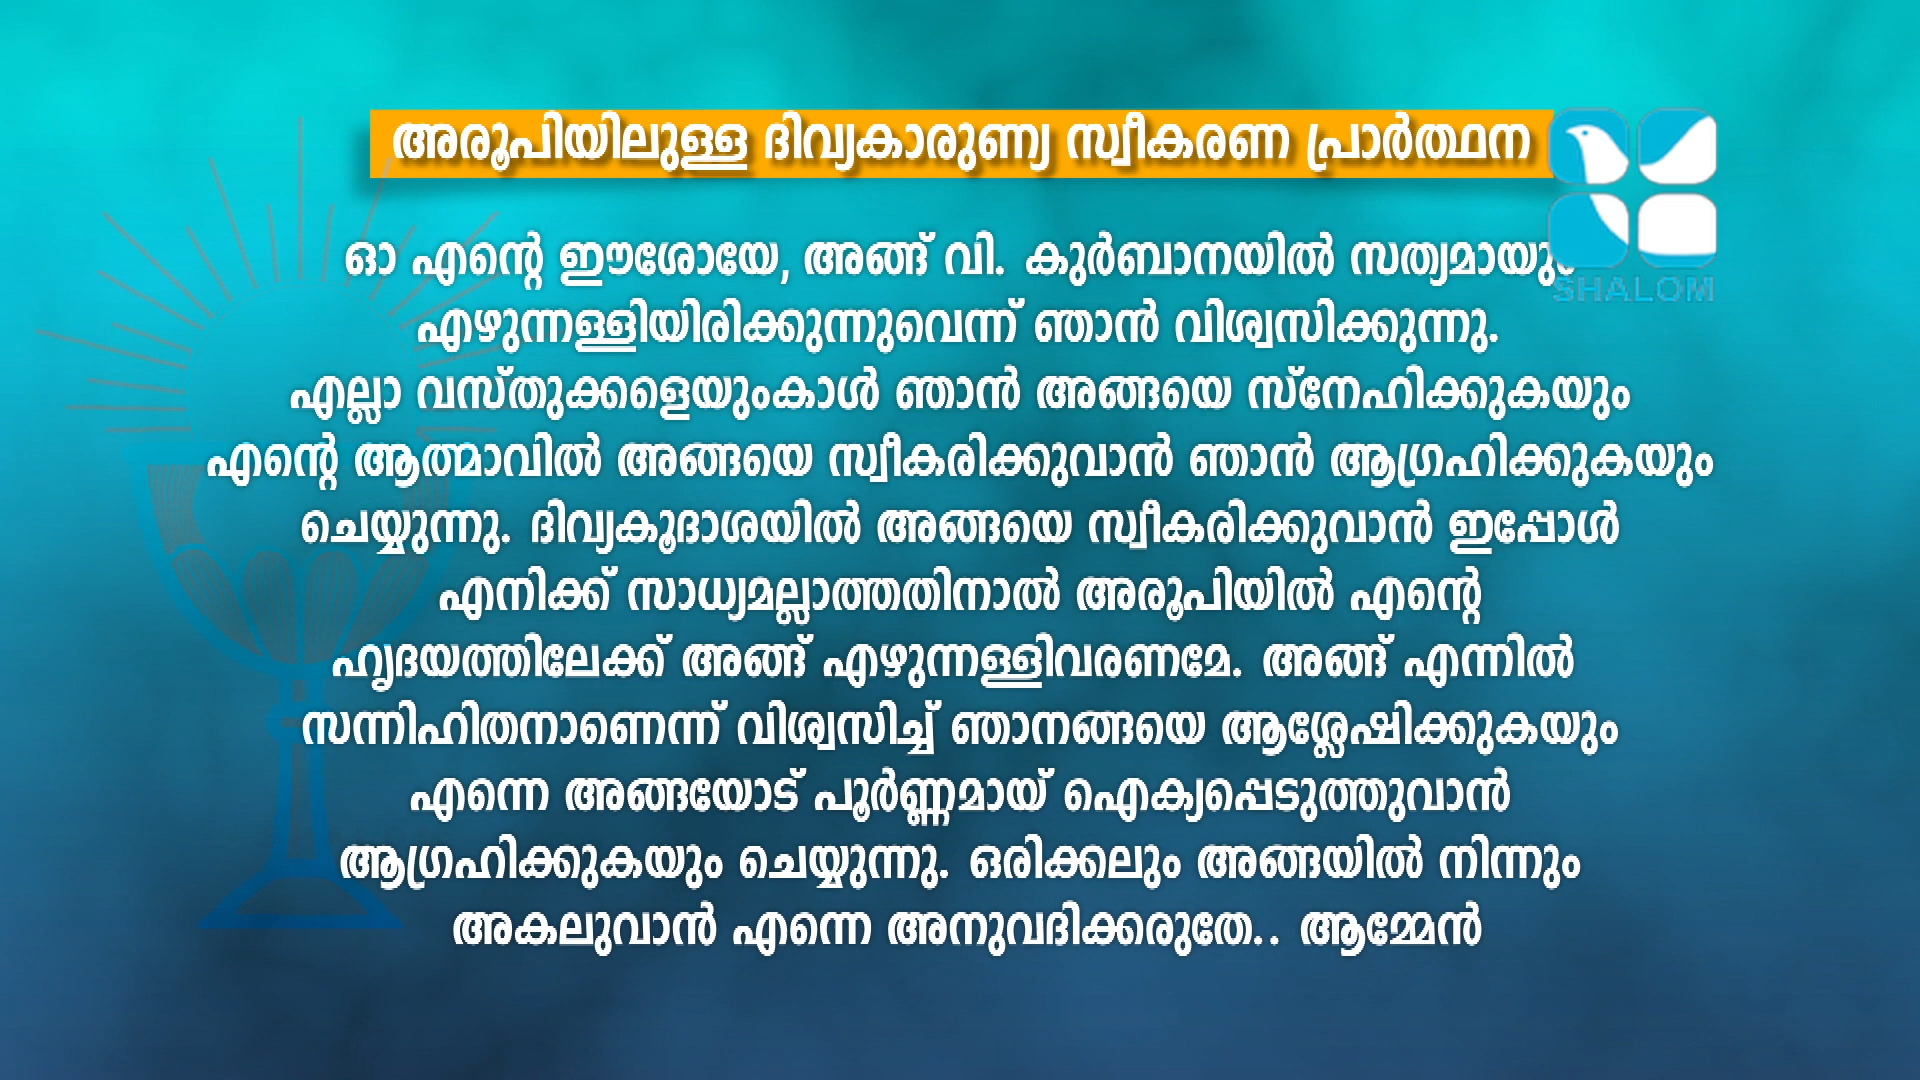 അരൂപിയിലുള്ള ദിവ്യകാരുണ്യ സ്വീകരണ പ്രാർത്ഥന
ഓ എന്റെ ഈശോയേ, അങ്ങ് വി. കുർബാനയിൽ സത്യമായും
എഴുന്നള്ളിയിരിക്കുന്നുവെന്ന് ഞാൻ വിശ്വസിക്കുന്നു.
എല്ലാ വസ്തുക്കളെയുംകാൾ ഞാൻ അങ്ങയെ സ്നേഹിക്കുകയും
എന്റെ ആത്മാവിൽ അങ്ങയെ സ്വീകരിക്കുവാൻ ഞാൻ ആഗ്രഹിക്കുകയും
ചെയ്യുന്നു. ദിവ്യകൂദാശയിൽ അങ്ങയെ സ്വീകരിക്കുവാൻ ഇപ്പോൾ
എനിക്ക് സാധ്യമല്ലാത്തതിനാൽ അരൂപിയിൽ എന്റെ
ഹൃദയത്തിലേക്ക് അങ്ങ് എഴുന്നള്ളിവരണമേ. അങ്ങ് എന്നിൽ
സന്നിഹിതനാണെന്ന് വിശ്വസിച്ച് ഞാനങ്ങയെ ആശ്ലേഷിക്കുകയും
എന്നെ അങ്ങയോട് പൂർണ്ണമായ് ഐക്യപ്പെടുത്തുവാൻ
ആഗ്രഹിക്കുകയും ചെയ്യുന്നു. ഒരിക്കലും അങ്ങയിൽ നിന്നും
അകലുവാൻ എന്നെ അനുവദിക്കരുതേ.. ആമ്മേൻ
SHALOM